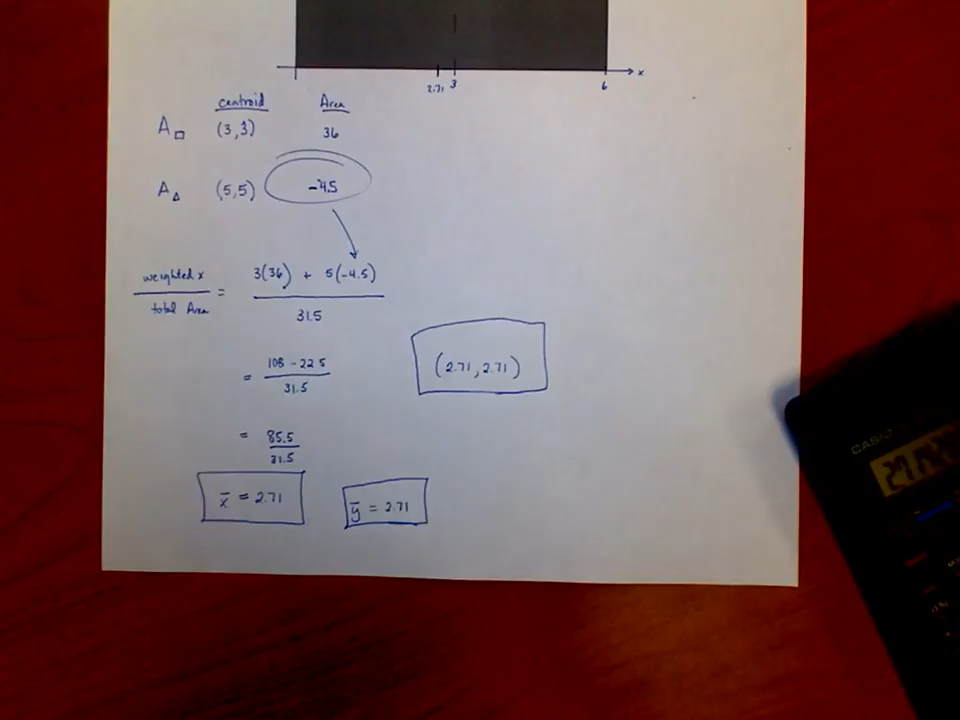 x
2.71 3 6
centroid Area
A□ (3,3) 36
A△ (5,5) -4.5
weighted x / total Area = 3(36) + 5(-4.5) / 31.5
= 108 - 22.5 / 31.5
(2.71, 2.71)
= 85.5 / 31.5
x̄ = 2.71
ȳ = 2.71
CASIO